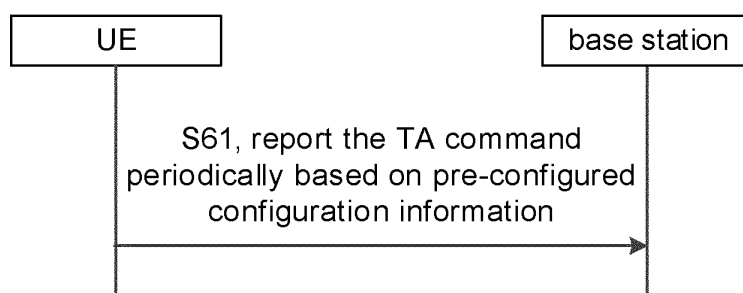 UE
base station
S61, report the TA command
periodically based on pre-configured
configuration information